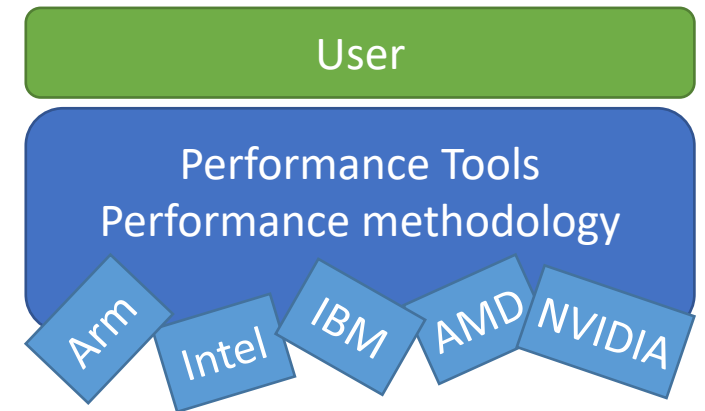 User
Performance Tools
Performance methodology
Arm
Intel
IBM
AMD
NVIDIA